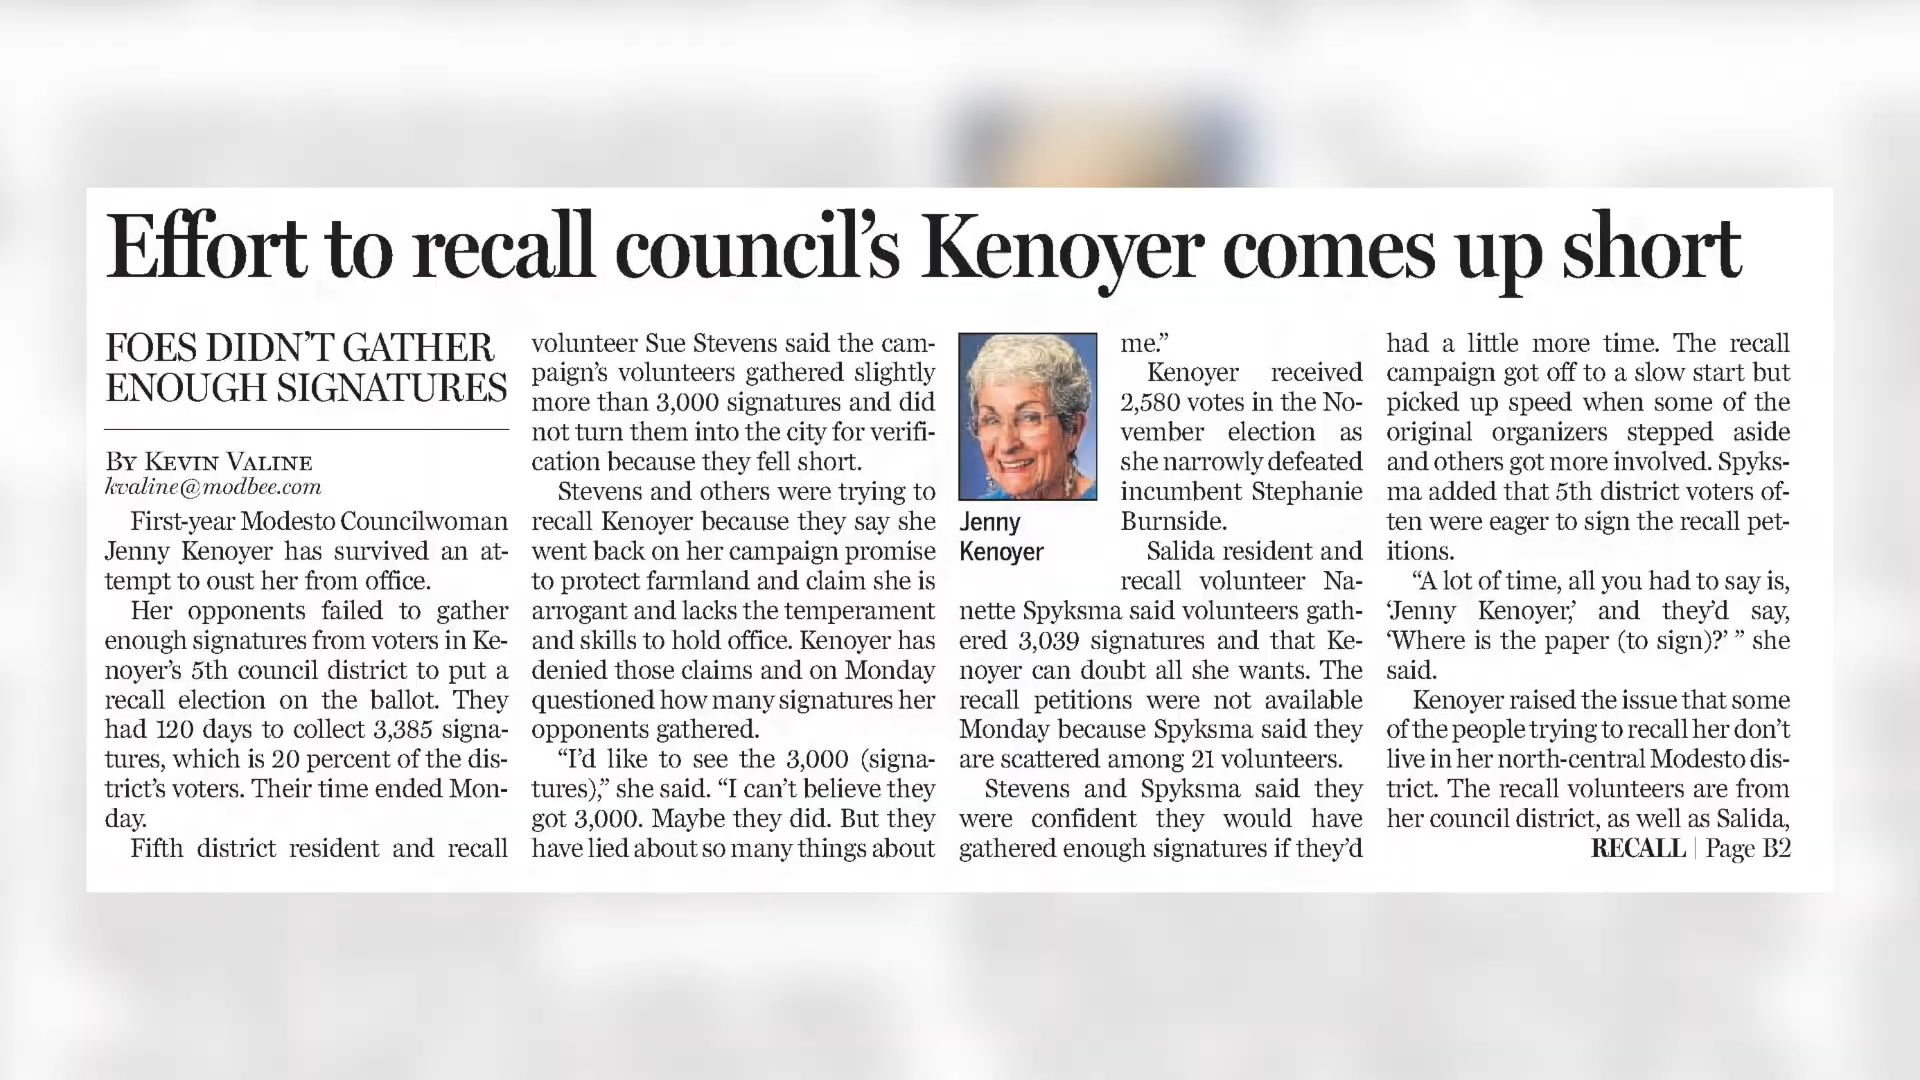 Effort to recall council's Kenoyer comes up short
FOES DIDN'T GATHER
ENOUGH SIGNATURES
BY KEVIN VALINE
kvaline@modbee.com
First-year Modesto Councilwoman
Jenny Kenoyer has survived an at-
tempt to oust her from office.
Her opponents failed to gather
enough signatures from voters in Ke-
noyer's 5th council district to put a
recall election on the ballot. They
had 120 days to collect 3,385 signa-
tures, which is 20 percent of the dis-
trict's voters. Their time ended Mon-
day.
Fifth district resident and recall
volunteer Sue Stevens said the cam-
paign's volunteers gathered slightly
more than 3,000 signatures and did
not turn them into the city for verifi-
cation because they fell short.
Stevens and others were trying to
recall Kenoyer because they say she
went back on her campaign promise
to protect farmland and claim she is
arrogant and lacks the temperament
and skills to hold office. Kenoyer has
denied those claims and on Monday
questioned how many signatures her
opponents gathered.
“I'd like to see the 3,000 (signa-
tures),” she said. “I can't believe they
got 3,000. Maybe they did. But they
have lied about so many things about
Jenny
Kenoyer
me.”
Kenoyer received
2,580 votes in the No-
vember election as
she narrowly defeated
incumbent Stephanie
Burnside.
Salida resident and
recall volunteer Na-
nette Spyksma said volunteers gath-
ered 3,039 signatures and that Ke-
noyer can doubt all she wants. The
recall petitions were not available
Monday because Spyksma said they
are scattered among 21 volunteers.
Stevens and Spyksma said they
were confident they would have
gathered enough signatures if they'd
had a little more time. The recall
campaign got off to a slow start but
picked up speed when some of the
original organizers stepped aside
and others got more involved. Spyks-
ma added that 5th district voters of-
ten were eager to sign the recall pet-
itions.
“A lot of time, all you had to say is,
‘Jenny Kenoyer,’ and they'd say,
‘Where is the paper (to sign)?’ ” she
said.
Kenoyer raised the issue that some
of the people trying to recall her don't
live in her north-central Modesto dis-
trict. The recall volunteers are from
her council district, as well as Salida,
RECALL | Page B2